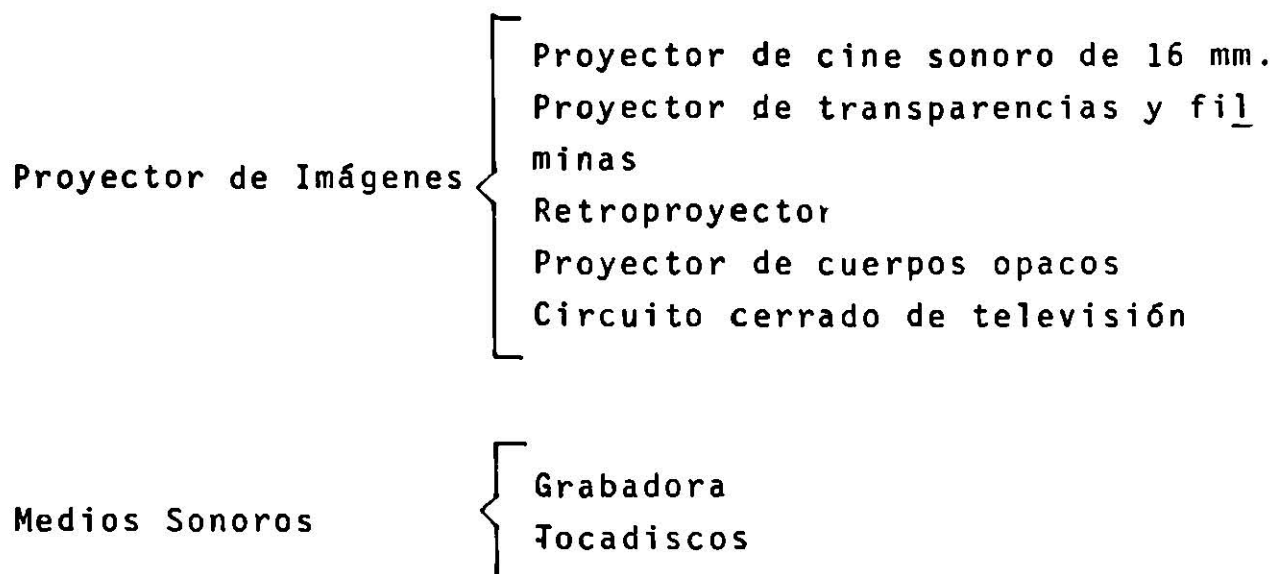 Proyector de Imágenes
Proyector de cine sonoro de 16 mm.
Proyector de transparencias y fil
minas
Retroproyector
Proyector de cuerpos opacos
Circuito cerrado de televisión
Medios Sonoros
Grabadora
Tocadiscos